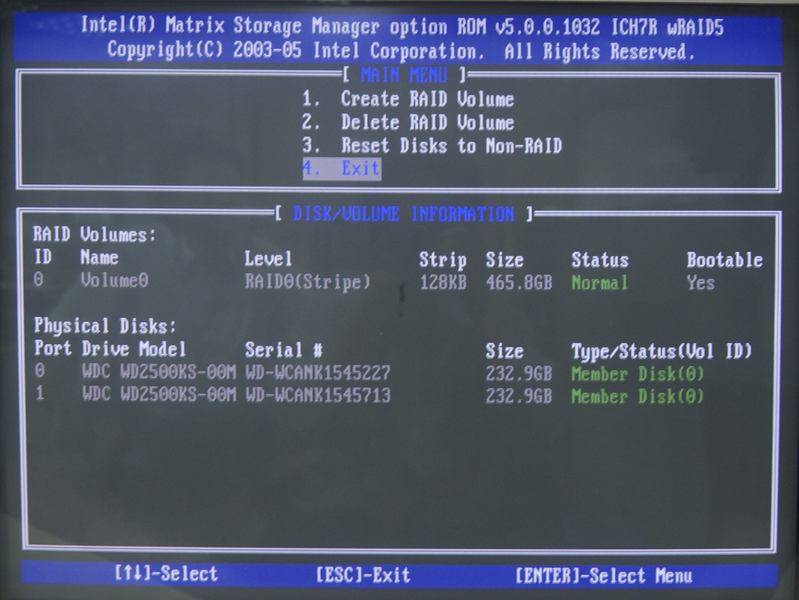 Intel(R) Matrix Storage Manager option ROM v5.0.0.1032 ICH7R wRAID5
Copyright(C) 2003-05 Intel Corporation. All Rights Reserved.
[ MAIN MENU ]
1. Create RAID Volume
2. Delete RAID Volume
3. Reset Disks to Non-RAID
4. Exit
[ DISK/VOLUME INFORMATION ]
RAID Volumes:
ID Name Level Strip Size Status Bootable
0 Volume0 RAID0(Stripe) 128KB 465.8GB Normal Yes
Physical Disks:
Port Drive Model Serial # Size Type/Status(Vol ID)
0 WDC WD2500KS-00M WD-WCANK1545227 232.9GB Member Disk(0)
1 WDC WD2500KS-00M WD-WCANK1545713 232.9GB Member Disk(0)
[↑↓]-Select [ESC]-Exit [ENTER]-Select Menu